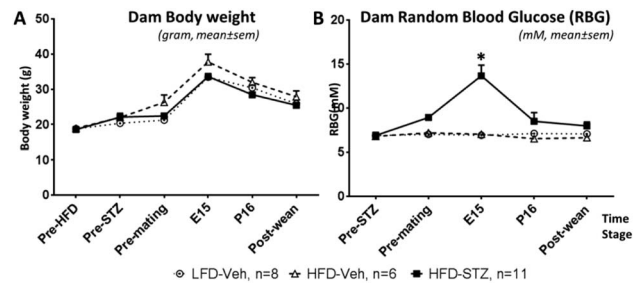 A Dam Body weight
(gram, mean±sem)
Body weight (g)
50
40
30
20
10
0
Pre-HFD
Pre-STZ
Pre-mating
E15
P16
Post-wean
B Dam Random Blood Glucose (RBG)
(mM, mean±sem)
RBG(mM)
20
15
10
5
0
*
Pre-STZ
Pre-mating
E15
P16
Post-wean
Time
Stage
LFD-Veh, n=8 HFD-Veh, n=6 HFD-STZ, n=11